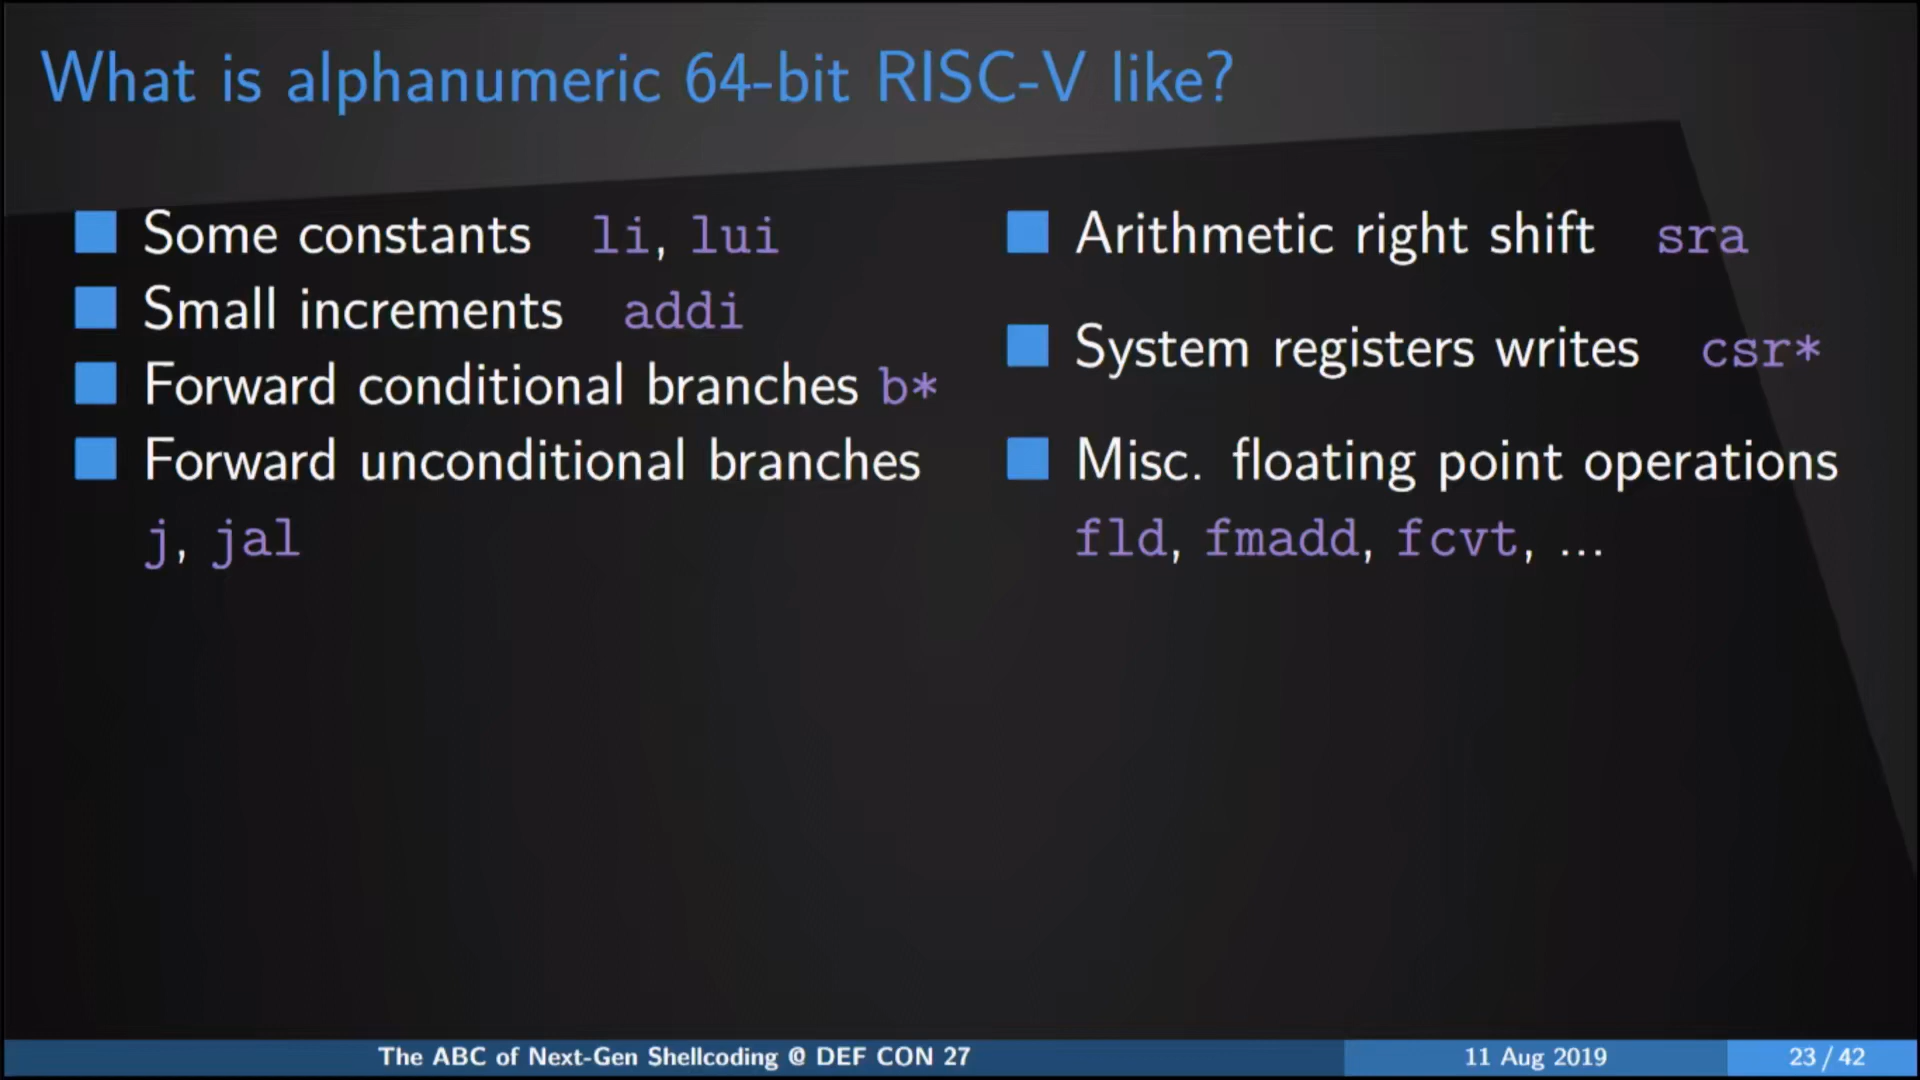 What is alphanumeric 64-bit RISC-V like?
Some constants li, lui
Small increments addi
Forward conditional branches b*
Forward unconditional branches
j, jal
Arithmetic right shift sra
System registers writes csr*
Misc. floating point operations
fld, fmadd, fcvt, ...
The ABC of Next-Gen Shellcoding @ DEF CON 27
11 Aug 2019
23 / 42